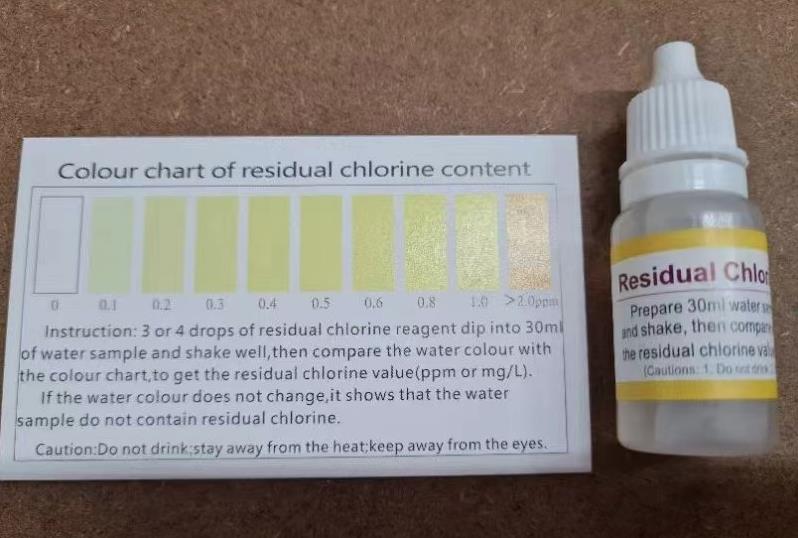 Colour chart of residual chlorine content
0 0.1 0.2 0.3 0.4 0.5 0.6 0.8 1.0 >2.0ppm
Instruction: 3 or 4 drops of residual chlorine reagent dip into 30ml
of water sample and shake well,then compare the water colour with
the colour chart,to get the residual chlorine value(ppm or mg/L).
If the water colour does not change,it shows that the water
sample do not contain residual chlorine.
Caution:Do not drink;stay away from the heat;keep away from the eyes.
Residual Chlor
Prepare 30ml water
and shake, then compar
the residual chlorine valu
(Cautions: 1. Do not drink